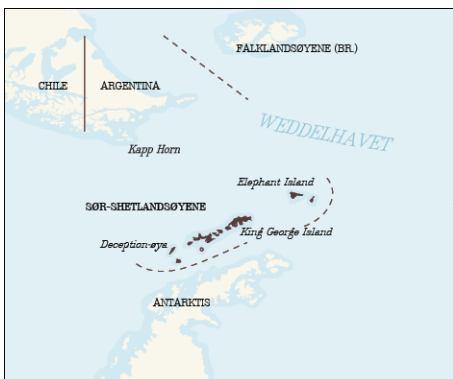 FALKLANDSØYENE (BR.)
CHILE
ARGENTINA
WEDDELHAVET
Kapp Horn
Elephant Island
SØR-SHETLANDSØYENE
King George Island
Deception-øya
ANTARKTIS